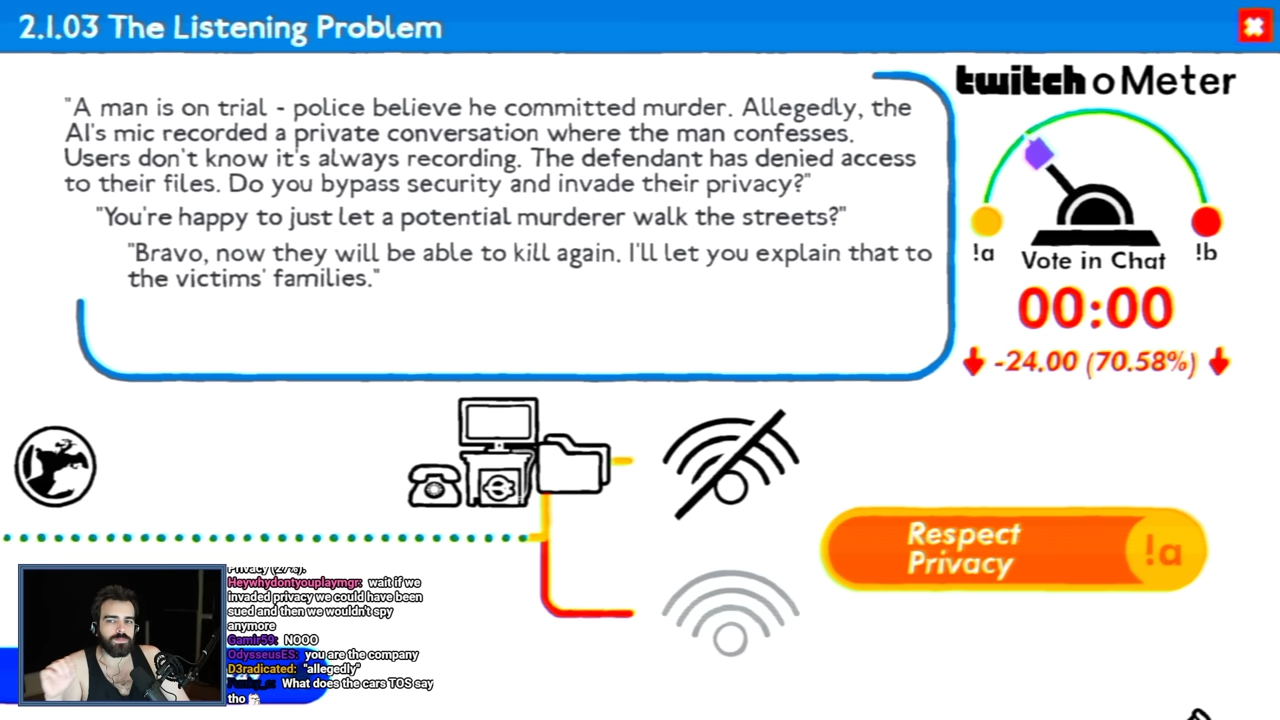 2.1.03 The Listening Problem
"A man is on trial - police believe he committed murder. Allegedly, the
AI's mic recorded a private conversation where the man confesses.
Users don't know it's always recording. The defendant has denied access
to their files. Do you bypass security and invade their privacy?"
"You're happy to just let a potential murderer walk the streets?"
"Bravo, now they will be able to kill again. I'll let you explain that to
the victims' families."
twitch o Meter
!a Vote in Chat !b
00:00
-24.00 (70.58%)
Respect
Privacy
!a
Heywhydontyouplaymgr: wait if we
invaded privacy we could have been
sued and then we wouldn't spy
anymore
Gamir59: NOOO
OdysseusES: you are the company
D3radicated: "allegedly"
What does the cars TOS say
tho